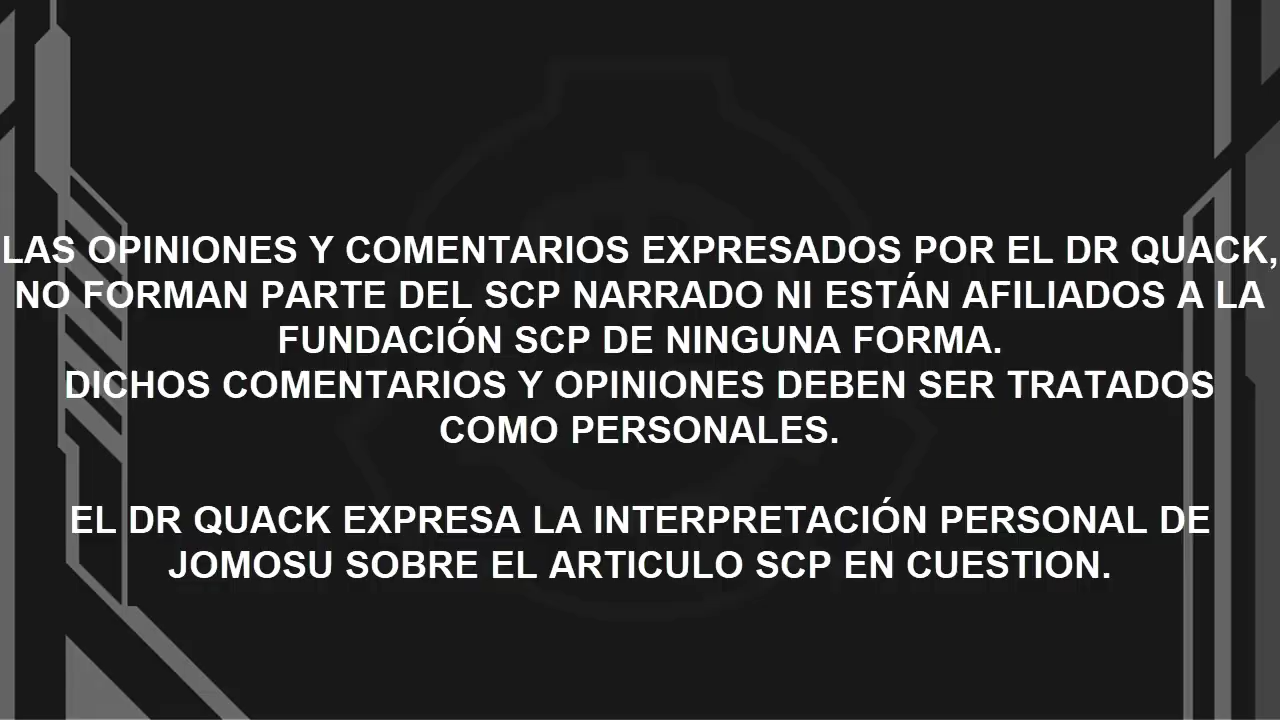 LAS OPINIONES Y COMENTARIOS EXPRESADOS POR EL DR QUACK,
NO FORMAN PARTE DEL SCP NARRADO NI ESTÁN AFILIADOS A LA
FUNDACIÓN SCP DE NINGUNA FORMA.
DICHOS COMENTARIOS Y OPINIONES DEBEN SER TRATADOS
COMO PERSONALES.
EL DR QUACK EXPRESA LA INTERPRETACIÓN PERSONAL DE
JOMOSU SOBRE EL ARTICULO SCP EN CUESTION.